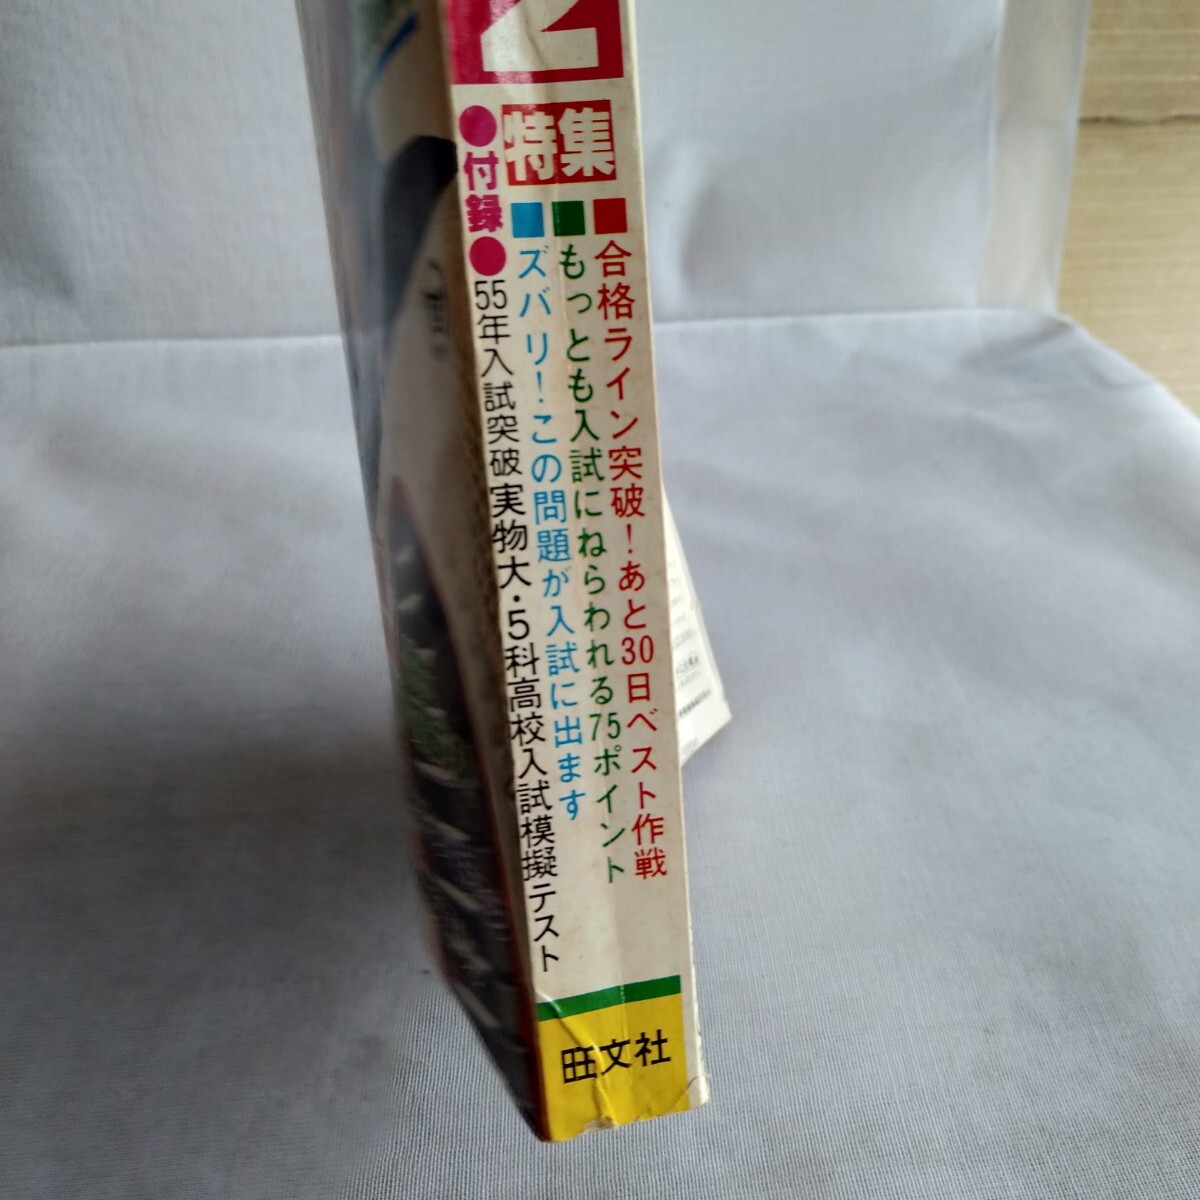 2
特集
■合格ライン突破!あと30日ベスト作戦
■もっとも入試にねらわれる75ポイント
■ズバリ!この問題が入試に出ます
●付録●55年入試突破実物大・5科高校入試模擬テスト
旺文社